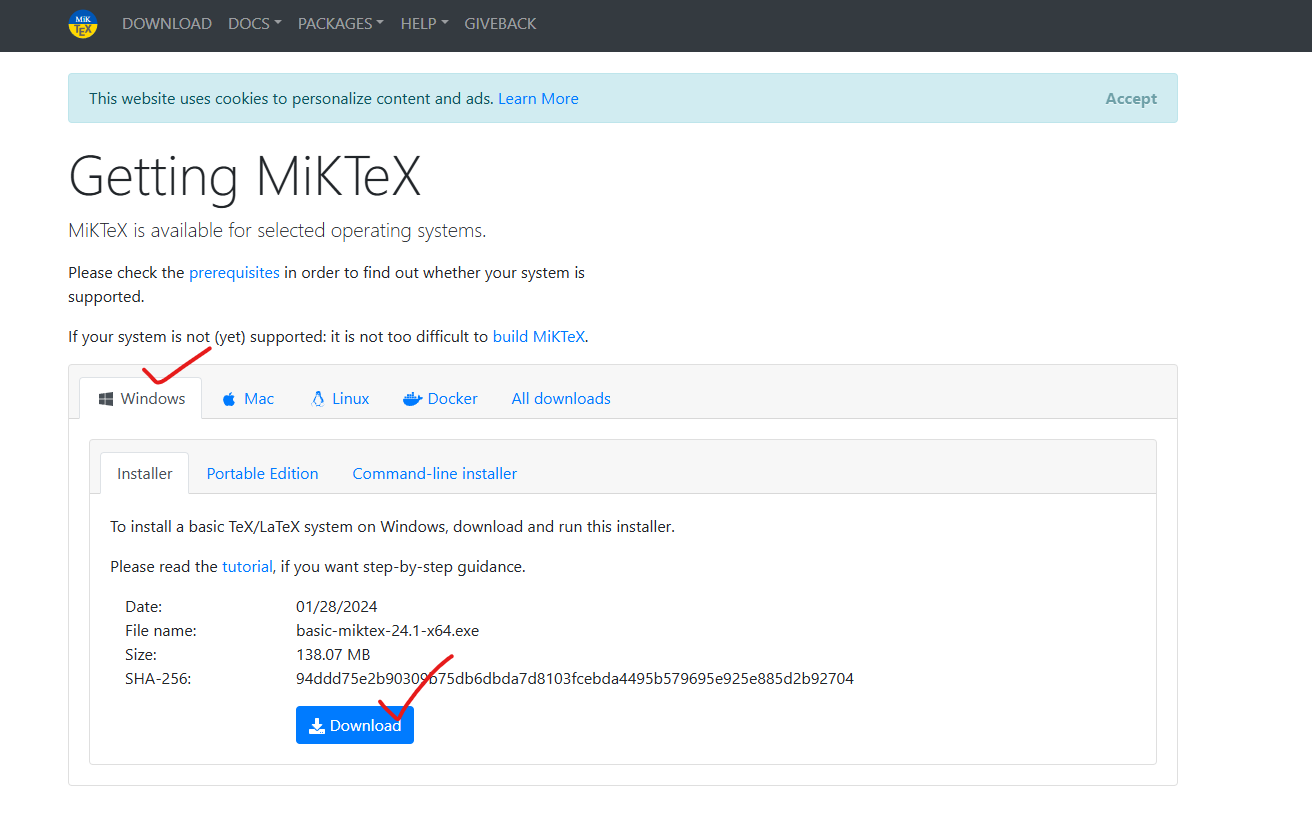 MiK
TEX
DOWNLOAD DOCS PACKAGES HELP GIVEBACK
This website uses cookies to personalize content and ads. Learn More Accept
Getting MiKTeX
MiKTeX is available for selected operating systems.
Please check the prerequisites in order to find out whether your system is
supported.
If your system is not (yet) supported: it is not too difficult to build MiKTeX.
Windows Mac Linux Docker All downloads
Installer Portable Edition Command-line installer
To install a basic TeX/LaTeX system on Windows, download and run this installer.
Please read the tutorial, if you want step-by-step guidance.
Date: 01/28/2024
File name: basic-miktex-24.1-x64.exe
Size: 138.07 MB
SHA-256: 94ddd75e2b90309b75db6dbda7d8103fcebda4495b579695e925e885d2b92704
Download